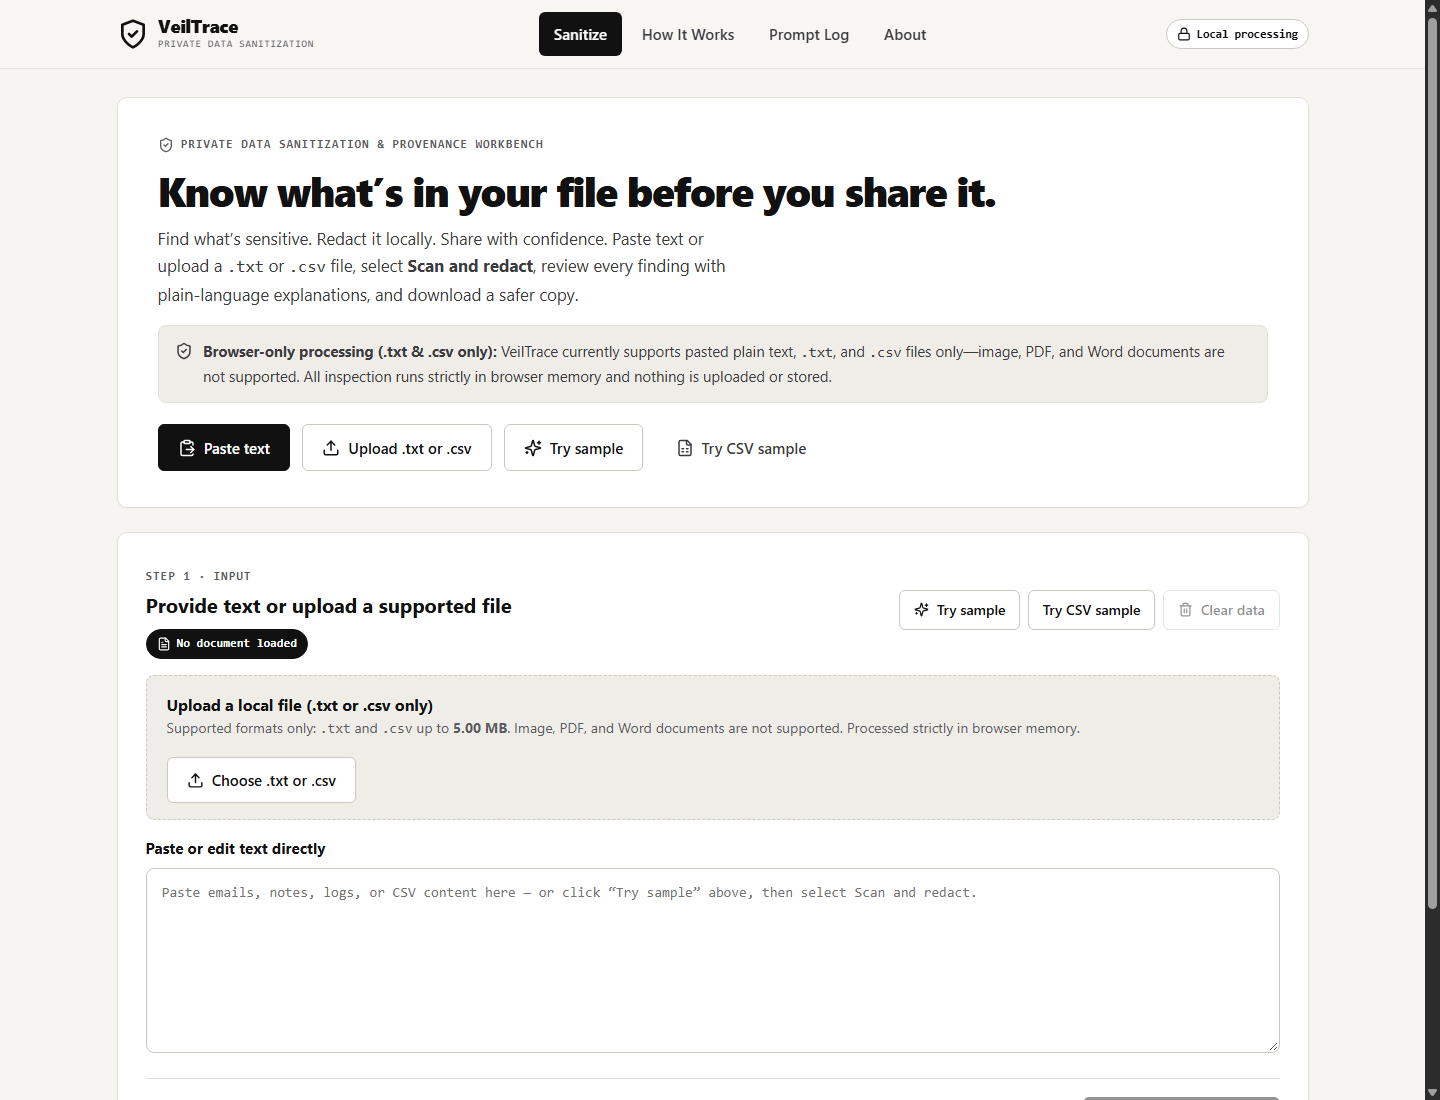 VeilTrace
PRIVATE DATA SANITIZATION
Sanitize
How It Works
Prompt Log
About
Local processing
PRIVATE DATA SANITIZATION & PROVENANCE WORKBENCH
Know what's in your file before you share it.
Find what's sensitive. Redact it locally. Share with confidence. Paste text or
upload a .txt or .csv file, select Scan and redact, review every finding with
plain-language explanations, and download a safer copy.
Browser-only processing (.txt & .csv only): VeilTrace currently supports pasted plain text, .txt, and .csv files only—image, PDF, and Word documents are
not supported. All inspection runs strictly in browser memory and nothing is uploaded or stored.
Paste text
Upload .txt or .csv
Try sample
Try CSV sample
STEP 1 · INPUT
Provide text or upload a supported file
Try sample
Try CSV sample
Clear data
No document loaded
Upload a local file (.txt or .csv only)
Supported formats only: .txt and .csv up to 5.00 MB. Image, PDF, and Word documents are not supported. Processed strictly in browser memory.
Choose .txt or .csv
Paste or edit text directly
Paste emails, notes, logs, or CSV content here — or click “Try sample” above, then select Scan and redact.